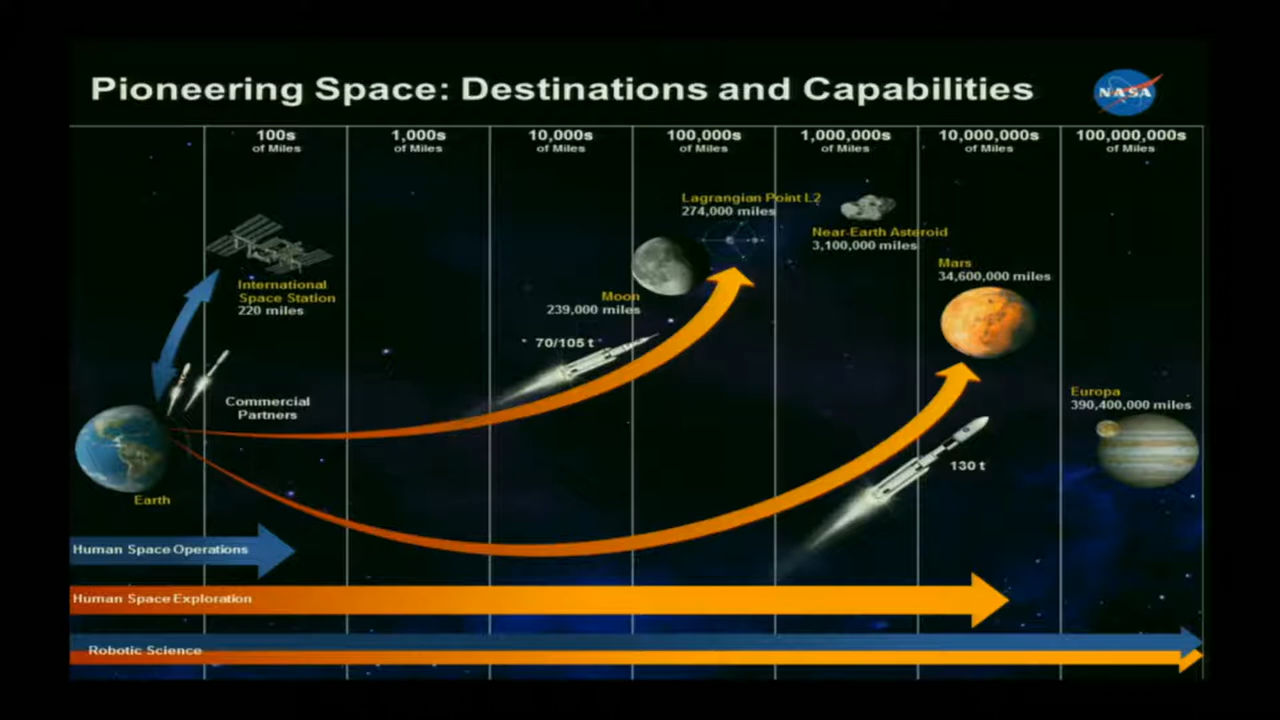 Pioneering Space: Destinations and Capabilities
NASA
100s
of Miles
1,000s
of Miles
10,000s
of Miles
100,000s
of Miles
1,000,000s
of Miles
10,000,000s
of Miles
100,000,000s
of Miles
Lagrangian Point L2
274,000 miles
Near-Earth Asteroid
3,100,000 miles
Mars
34,600,000 miles
International
Space Station
220 miles
Moon
239,000 miles
70/105 t
Commercial
Partners
Europa
390,400,000 miles
130 t
Earth
Human Space Operations
Human Space Exploration
Robotic Science